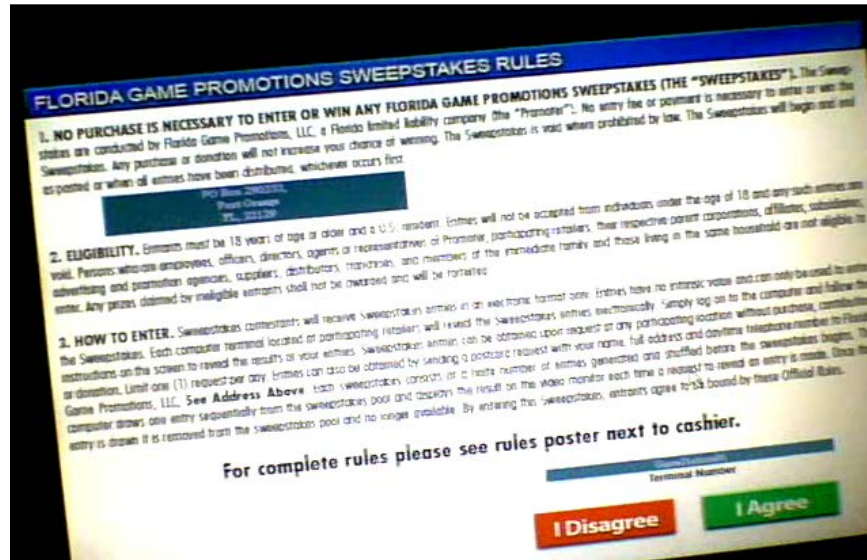 FLORIDA GAME PROMOTIONS SWEEPSTAKES RULES
1. NO PURCHASE IS NECESSARY TO ENTER OR WIN ANY FLORIDA GAME PROMOTIONS SWEEPSTAKES (THE "SWEEPSTAKES"). The Sweep-
stakes are conducted by Florida Game Promotions, LLC, a Florida limited liability company (the "Promoter"). No entry fee or payment is necessary to enter or win the
Sweepstakes. Any purchase or donation will not increase your chance of winning. The Sweepstakes is void where prohibited by law. The Sweepstakes will begin and end
as posted or when all entries have been distributed, whichever occurs first.
PO Box
Port Orange
FL,
2. ELIGIBILITY. Entrants must be 18 years of age or older and a U.S. resident. Entries will not be accepted from individuals under the age of 18 and any such entries are
void. Persons who are employees, officers, directors, agents or representatives of Promoter, participating retailers, their respective parent corporations, affiliates, subsidiaries,
advertising and promotion agencies, suppliers, distributors, franchisees, and members of the immediate family and those living in the same household are not eligible to
enter. Any prizes claimed by ineligible entrants shall not be awarded and will be forfeited.
3. HOW TO ENTER. Sweepstakes contestants will receive sweepstakes entries in an electronic format only. Entries have no intrinsic value and can only be used to enter
the Sweepstakes. Each computer terminal located at participating retailers will reveal the Sweepstakes entries electronically. Simply log on to the computer and follow the
instructions on the screen to reveal the results of your entries. Sweepstakes entries can be obtained upon request at any participating location without purchase, contribution
or donation. Limit one (1) request per day. Entries can also be obtained by sending a postcard request with your name, full address and daytime telephone number to Florida
Game Promotions, LLC, See Address Above. Each sweepstakes consists of a finite number of entries generated and shuffled before the sweepstakes begins. The
computer draws one entry sequentially from the sweepstakes pool and displays the result on the video monitor each time a request to reveal an entry is made. Once the
entry is drawn it is removed from the sweepstakes pool and no longer available. By entering this Sweepstakes, entrants agree to be bound by these Official Rules.
For complete rules please see rules poster next to cashier.
Terminal Number
I Disagree
I Agree